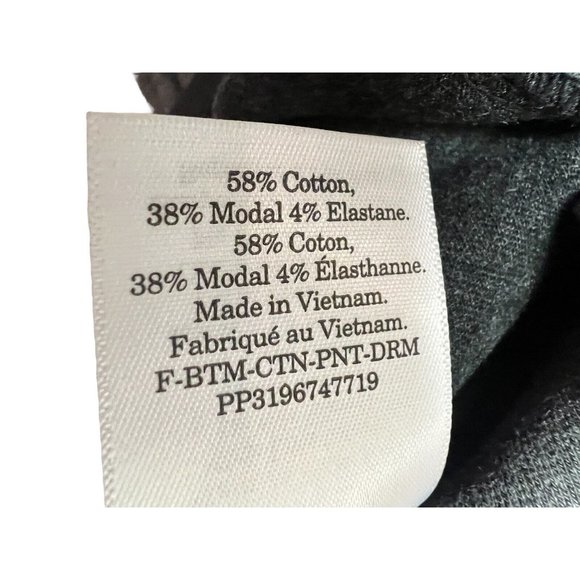 58% Cotton,
38% Modal 4% Elastane.
58% Coton,
38% Modal 4% Élasthanne.
Made in Vietnam.
Fabriqué au Vietnam.
F-BTM-CTN-PNT-DRM
PP3196747719